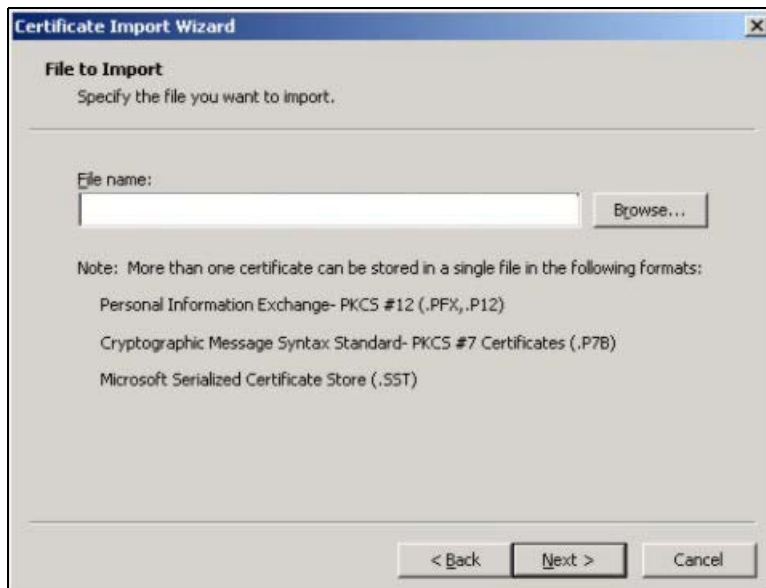 Certificate Import Wizard
File to Import
Specify the file you want to import.
File name:
Browse...
Note: More than one certificate can be stored in a single file in the following formats:
Personal Information Exchange- PKCS #12 (.PFX,.P12)
Cryptographic Message Syntax Standard- PKCS #7 Certificates (.P7B)
Microsoft Serialized Certificate Store (.SST)
< Back Next > Cancel